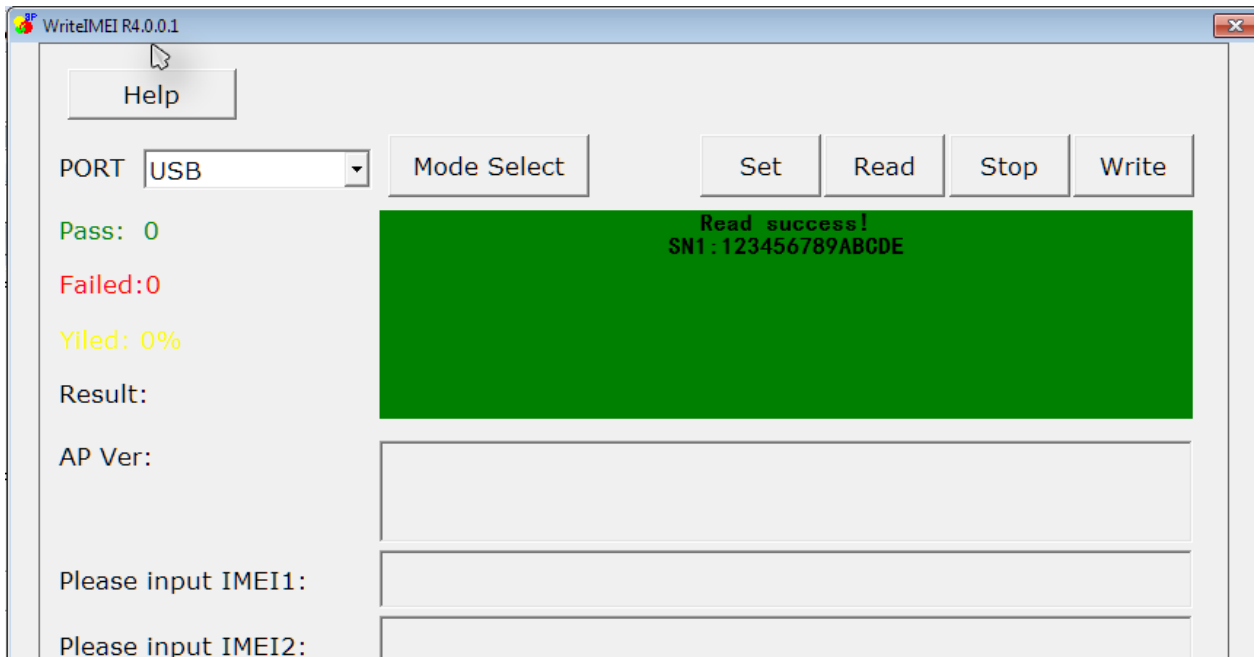 WriteIMEI R4.0.0.1
Help
PORT USB Mode Select Set Read Stop Write
Pass: 0
Read success!
SN1:123456789ABCDE
Failed:0
Yiled: 0%
Result:
AP Ver:
Please input IMEI1:
Please input IMEI2: